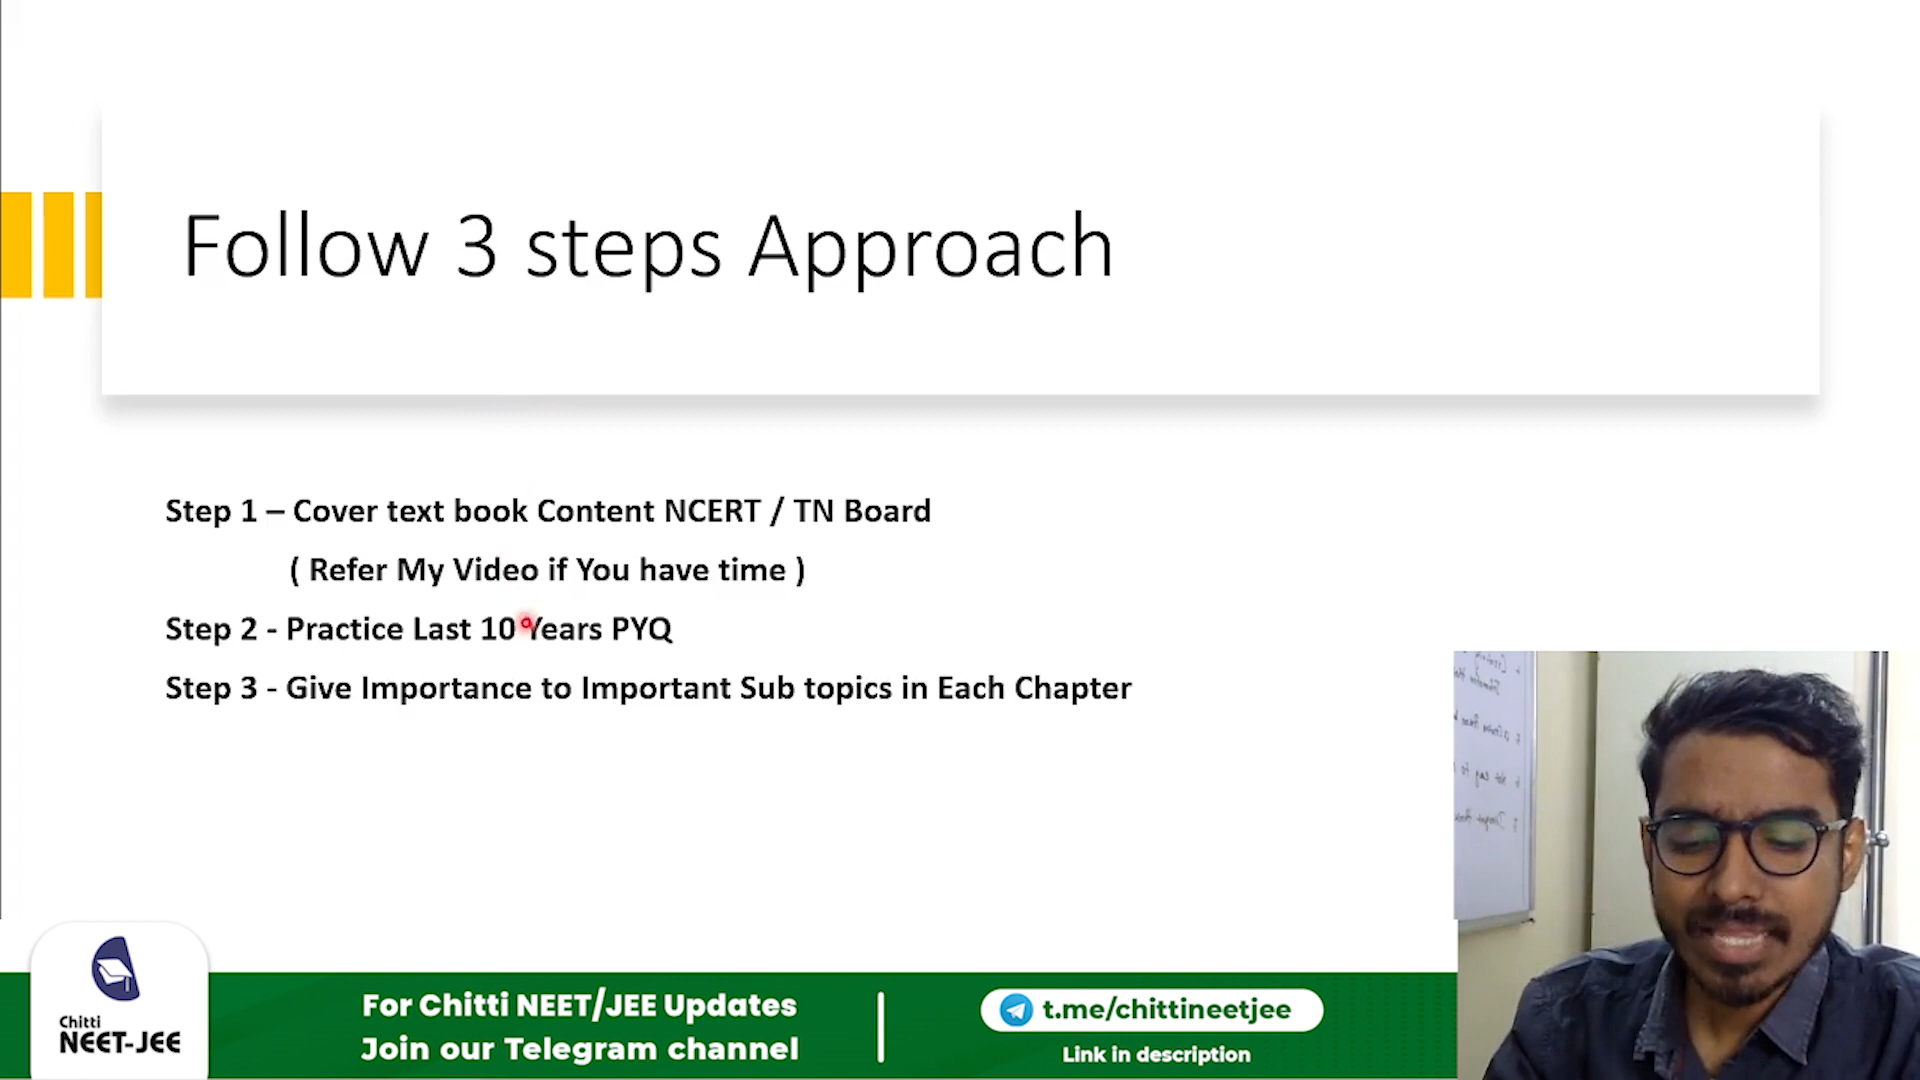 Follow 3 steps Approach
Step 1 – Cover text book Content NCERT / TN Board
( Refer My Video if You have time )
Step 2 - Practice Last 10 Years PYQ
Step 3 - Give Importance to Important Sub topics in Each Chapter
Chitti
NEET-JEE
For Chitti NEET/JEE Updates
Join our Telegram channel
t.me/chittineetjee
Link in description